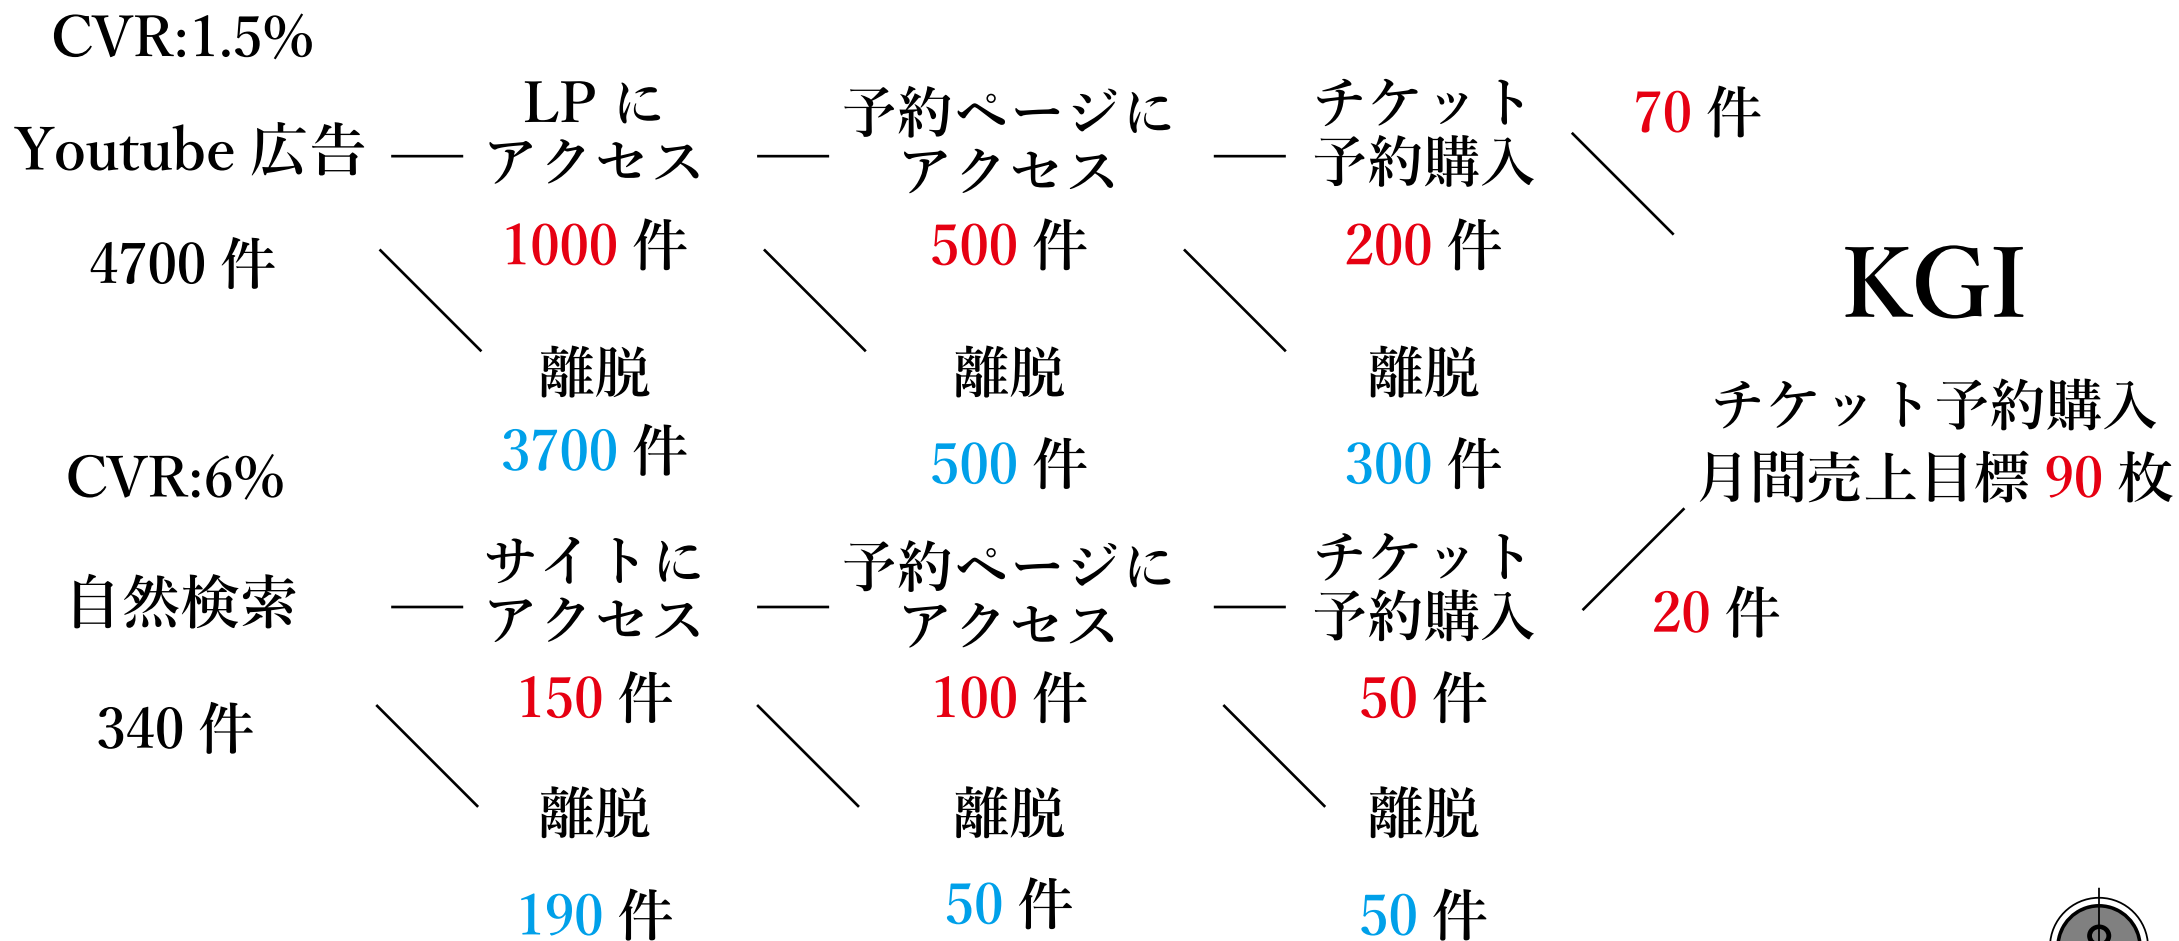 CVR:1.5%
Youtube 広告
4700 件
LP に
アクセス
1000 件
離脱
3700 件
予約ページに
アクセス
500 件
離脱
500 件
チケット
予約購入
200 件
離脱
300 件
70 件
KGI
チケット予約購入
月間売上目標 90 枚
CVR:6%
自然検索
340 件
サイトに
アクセス
150 件
離脱
190 件
予約ページに
アクセス
100 件
離脱
50 件
チケット
予約購入
50 件
離脱
50 件
20 件